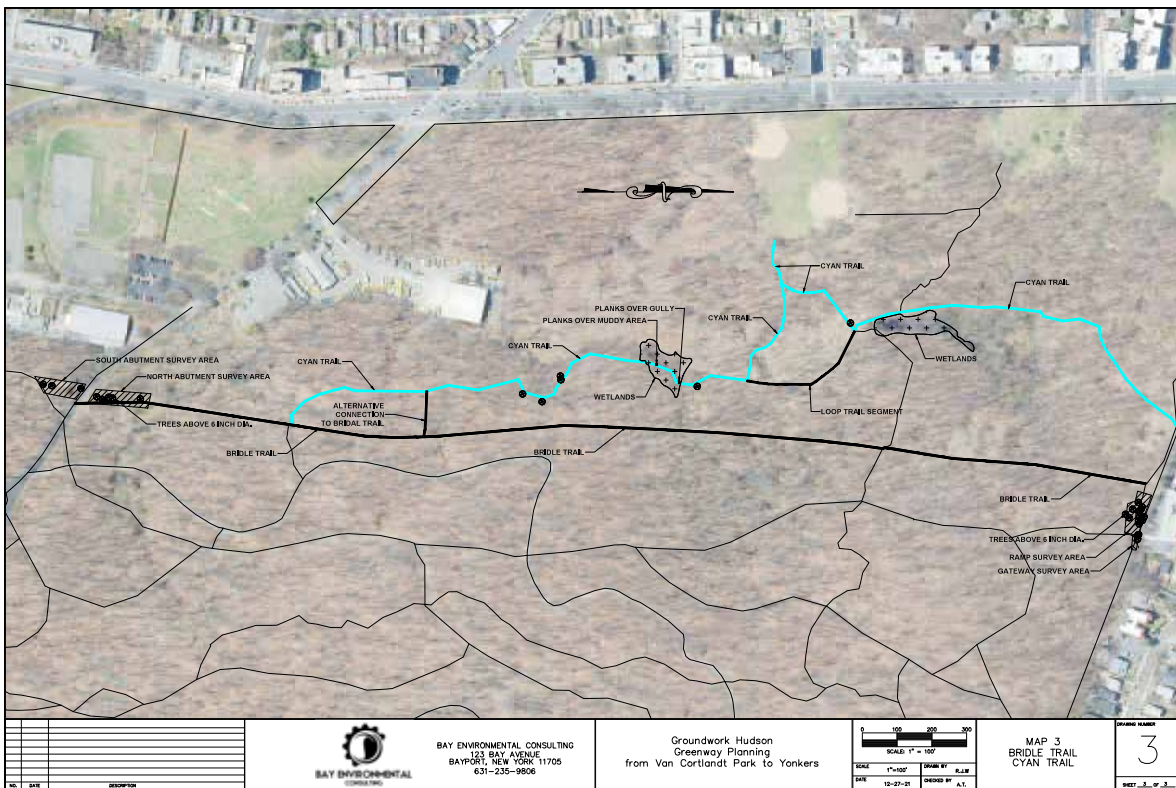 CYAN TRAIL
CYAN TRAIL
PLANKS OVER GULLY
PLANKS OVER MUDDY AREA
CYAN TRAIL
CYAN TRAIL
SOUTH ABUTMENT SURVEY AREA
CYAN TRAIL
WETLANDS
NORTH ABUTMENT SURVEY AREA
WETLANDS
ALTERNATIVE
CONNECTION
TO BRIDAL TRAIL
LOOP TRAIL SEGMENT
TREES ABOVE 6 INCH DIA.
BRIDLE TRAIL
BRIDLE TRAIL
BRIDLE TRAIL
TREES ABOVE 6 INCH DIA.
RAMP SURVEY AREA
GATEWAY SURVEY AREA
NO. DATE DESCRIPTION
BAY ENVIRONMENTAL
CONSULTING
BAY ENVIRONMENTAL CONSULTING
123 BAY AVENUE
BAYPORT, NEW YORK 11705
631-235-9806
Groundwork Hudson
Greenway Planning
from Van Cortlandt Park to Yonkers
0 100 200 300
SCALE: 1" = 100'
SCALE 1"=100' DRAWN BY R.J.W
DATE 12-27-21 CHECKED BY A.T.
MAP 3
BRIDLE TRAIL
CYAN TRAIL
DRAWING NUMBER
3
SHEET 3 OF 3